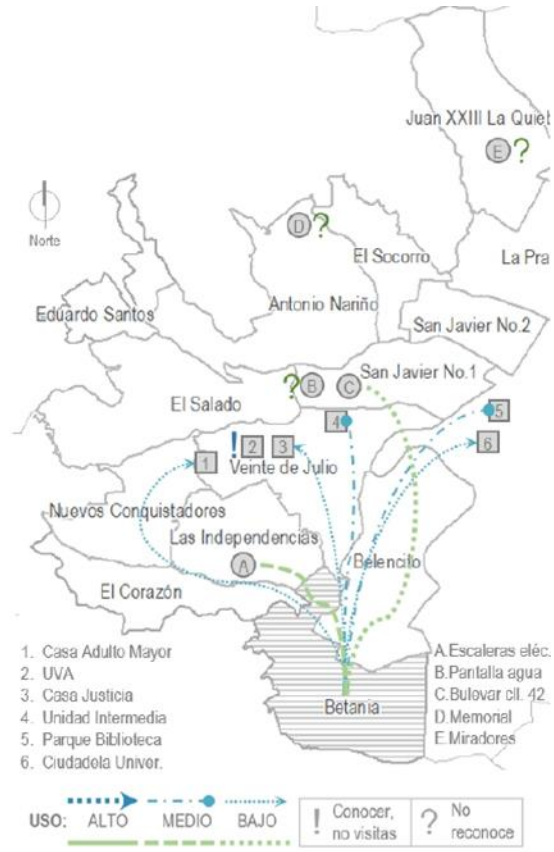 Juan XXIII La Quieb
E ?
D ?
Norte
El Socorro
La Pra
Antonio Nariño
Eduardo Santos
San Javier No.2
San Javier No.1
? B C
El Salado
4
5
6
! 2 3
1
Veinte de Julio
Nuevos Conquistadores
Las Independencias
Belencito
A
El Corazón
Betania
1. Casa Adulto Mayor
2. UVA
3. Casa Justicia
4. Unidad Intermedia
5. Parque Biblioteca
6. Ciudadela Univer.
A.Escaleras eléc.
B.Pantalla agua
C.Bulevar cll. 42
D.Memorial
E.Miradores
USO: ALTO MEDIO BAJO
! Conocer,
no visitas
? No
reconoce